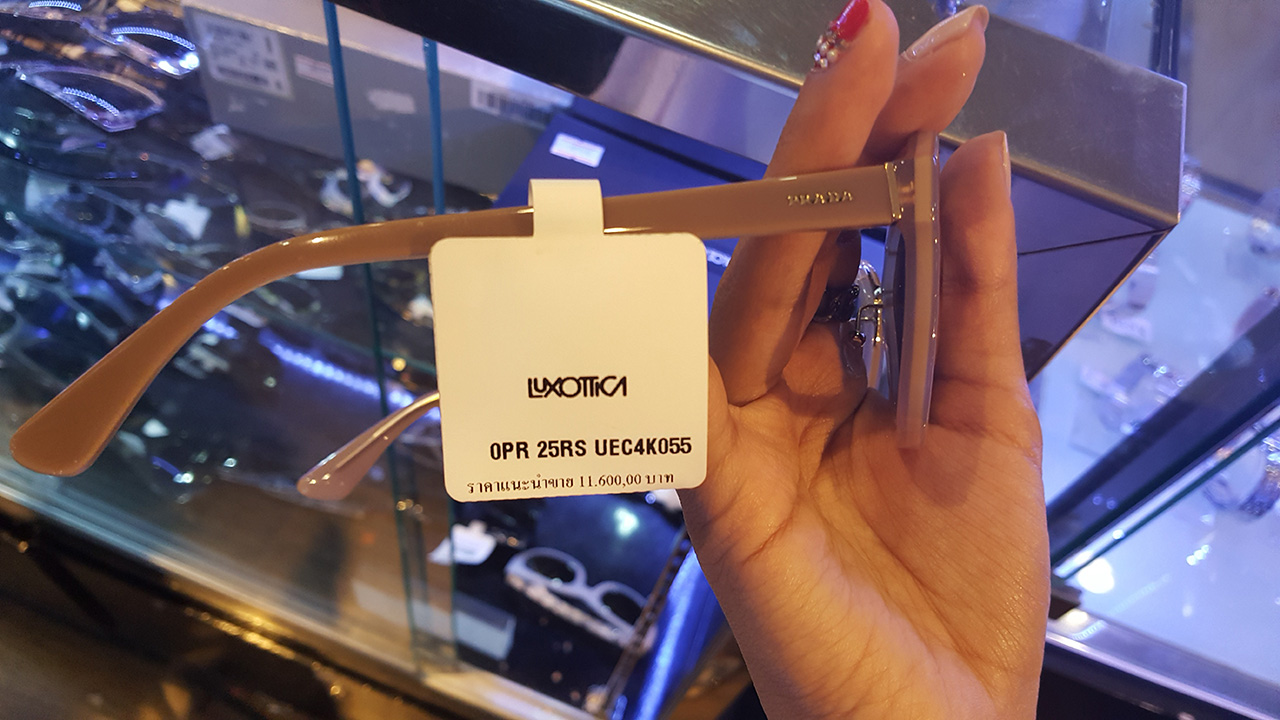 PRADA
LUXOTTICA
0PR 25RS UEC4K055
ราคาแนะนำขาย 11.600,00 บาท